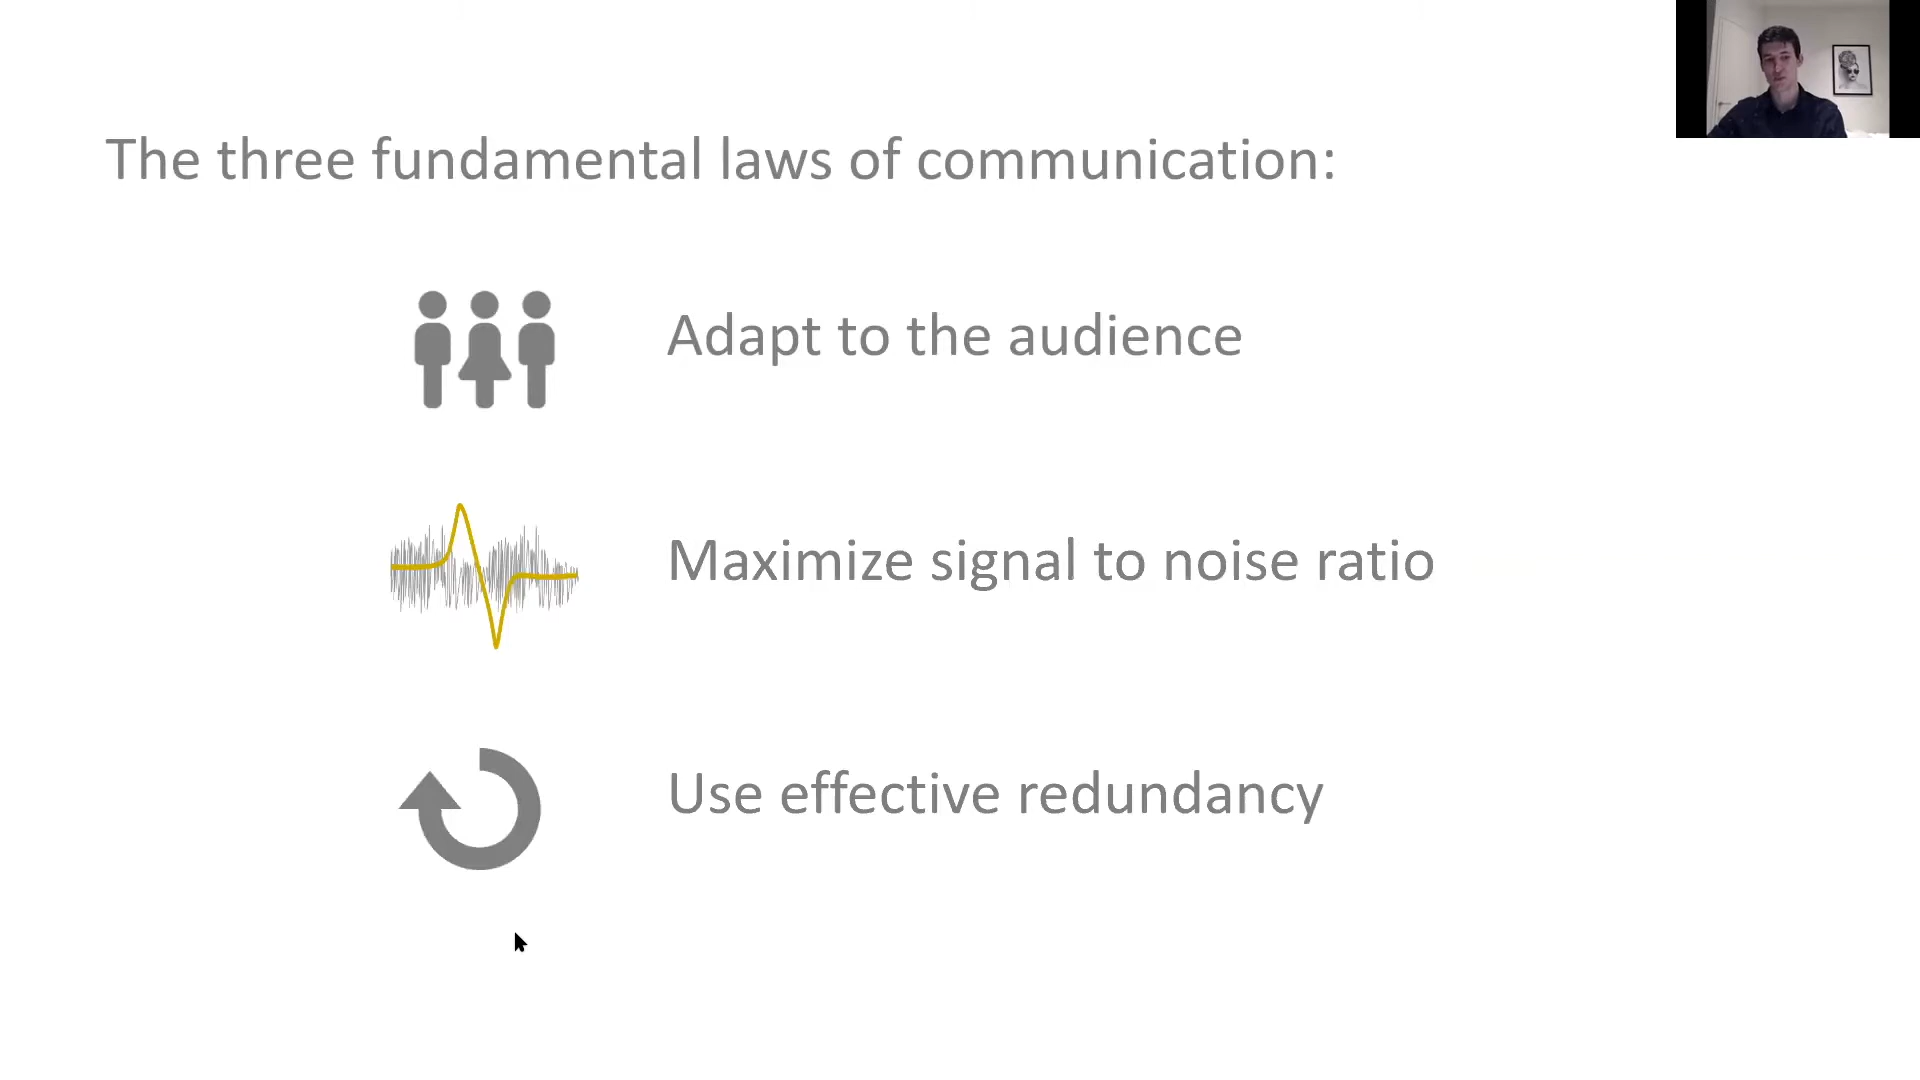 The three fundamental laws of communication:
Adapt to the audience
Maximize signal to noise ratio
Use effective redundancy